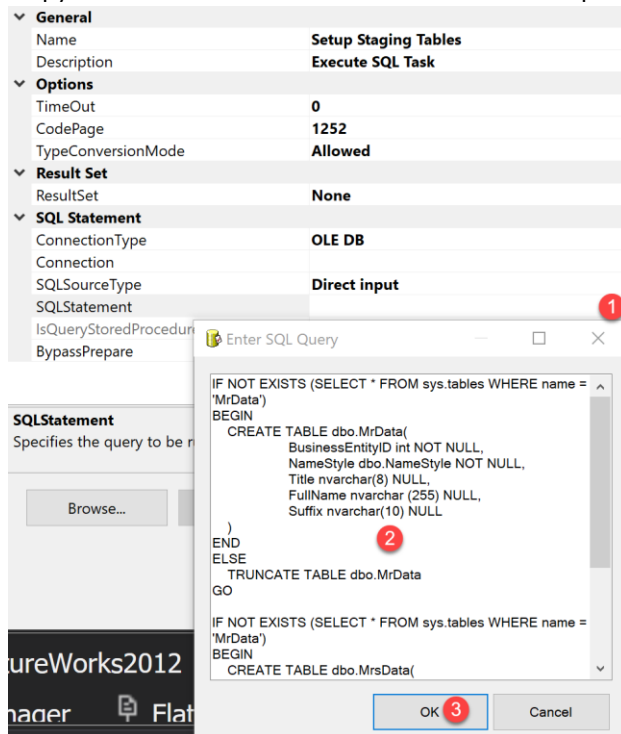 General
Name Setup Staging Tables
Description Execute SQL Task
Options
TimeOut 0
CodePage 1252
TypeConversionMode Allowed
Result Set
ResultSet None
SQL Statement
ConnectionType OLE DB
Connection
SQLSourceType Direct input
SQLStatement
1
IsQueryStoredProcedur
BypassPrepare
Enter SQL Query
IF NOT EXISTS (SELECT * FROM sys.tables WHERE name =
'MrData')
BEGIN
CREATE TABLE dbo.MrData(
BusinessEntityID int NOT NULL,
NameStyle dbo.NameStyle NOT NULL,
Title nvarchar(8) NULL,
FullName nvarchar (255) NULL,
Suffix nvarchar(10) NULL
)
END
2
ELSE
TRUNCATE TABLE dbo.MrData
GO
IF NOT EXISTS (SELECT * FROM sys.tables WHERE name =
'MrData')
BEGIN
CREATE TABLE dbo.MrsData(
OK 3 Cancel
SQLStatement
Specifies the query to be r
Browse...
ureWorks2012
nager Flat